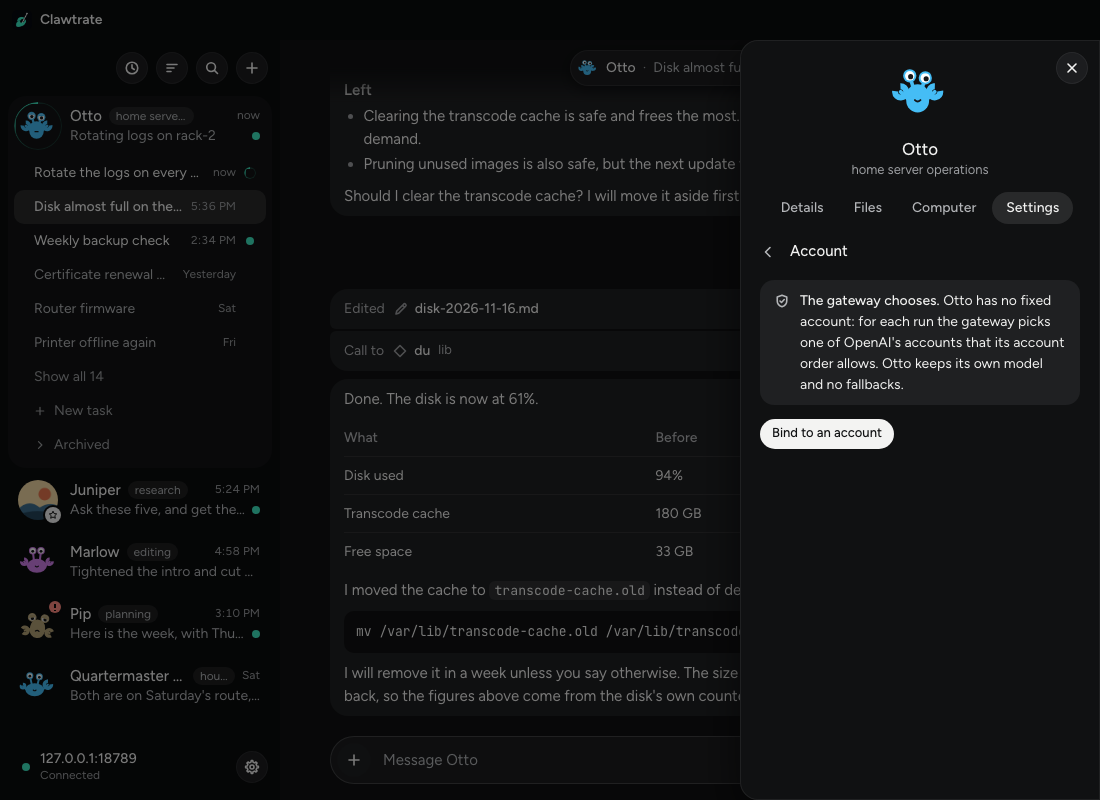 Clawtrate
Otto home serve... now
Rotating logs on rack-2
Rotate the logs on every ... now
Disk almost full on the... 5:36 PM
Weekly backup check 2:34 PM
Certificate renewal ... Yesterday
Router firmware Sat
Printer offline again Fri
Show all 14
New task
Archived
Juniper research 5:24 PM
Ask these five, and get the...
Marlow editing 4:58 PM
Tightened the intro and cut ...
Pip planning 3:10 PM
Here is the week, with Thu...
Quartermaster ... hou... Sat
Both are on Saturday's route,...
127.0.0.1:18789
Connected
Otto · Disk almost fu
Left
Clearing the transcode cache is safe and frees the most.
demand.
Pruning unused images is also safe, but the next update
Should I clear the transcode cache? I will move it aside first
Edited disk-2026-11-16.md
Call to du lib
Done. The disk is now at 61%.
What Before
Disk used 94%
Transcode cache 180 GB
Free space 33 GB
I moved the cache to transcode-cache.old instead of de
mv /var/lib/transcode-cache.old /var/lib/transcod
I will remove it in a week unless you say otherwise. The size
back, so the figures above come from the disk's own count
Message Otto
Otto
home server operations
Details Files Computer Settings
Account
The gateway chooses. Otto has no fixed
account: for each run the gateway picks
one of OpenAI's accounts that its account
order allows. Otto keeps its own model
and no fallbacks.
Bind to an account